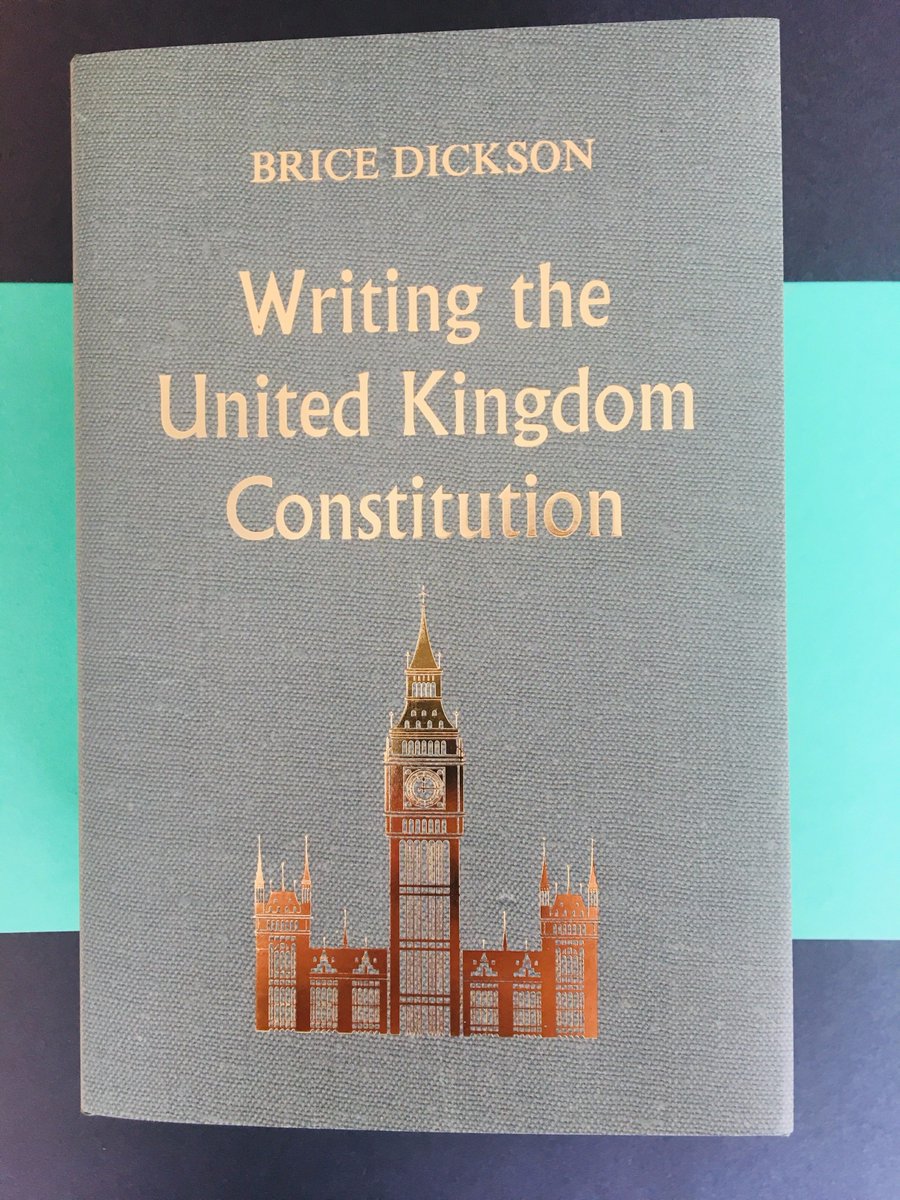 BRICE DICKSON
Writing the
United Kingdom
Constitution